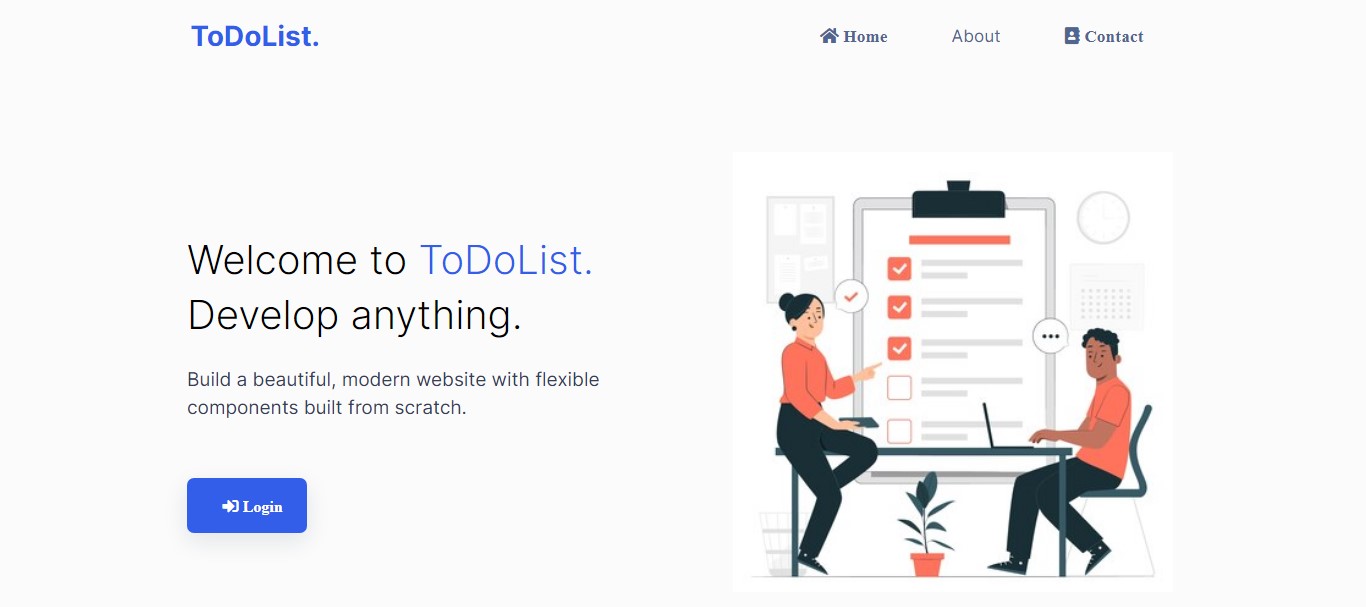 ToDoList.
Home
About
Contact
Welcome to ToDoList.
Develop anything.
Build a beautiful, modern website with flexible
components built from scratch.
Login